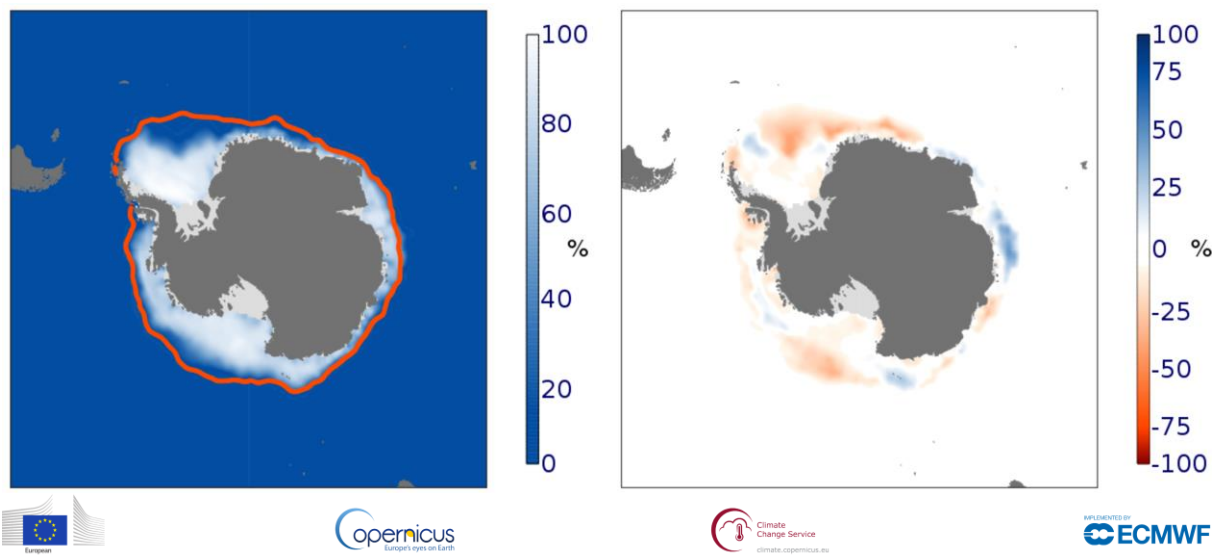 100
80
60
%
40
20
0
100
75
50
25
0 %
-25
-50
-75
-100
European
opernicus
Europe's eyes on Earth
Climate
Change Service
climate.copernicus.eu
IMPLEMENTED BY
ECMWF